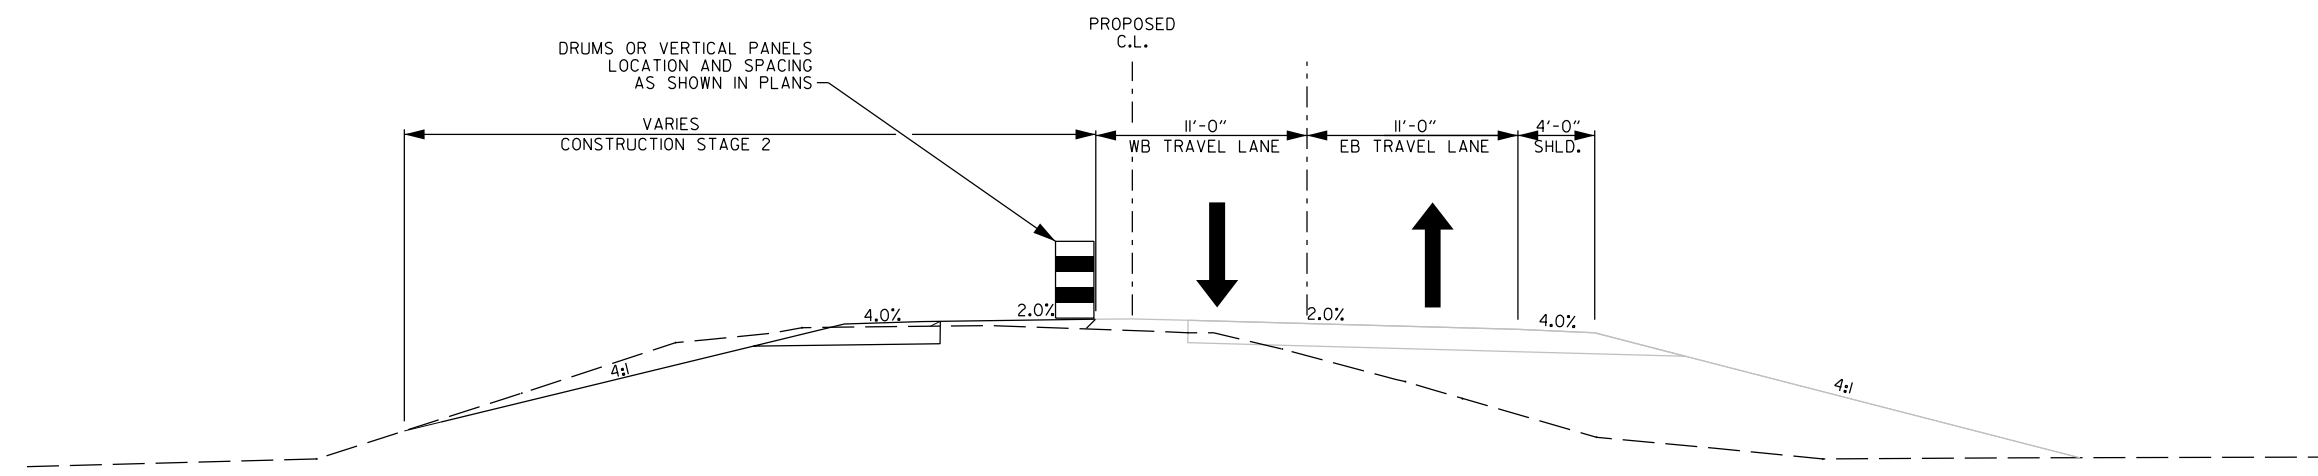 PROPOSED
C.L.
DRUMS OR VERTICAL PANELS
LOCATION AND SPACING
AS SHOWN IN PLANS
VARIES
CONSTRUCTION STAGE 2
11'-0"
WB TRAVEL LANE
11'-0"
EB TRAVEL LANE
4'-0"
SHLD.
4.0%
2.0%
2.0%
4.0%
4:1
4:1